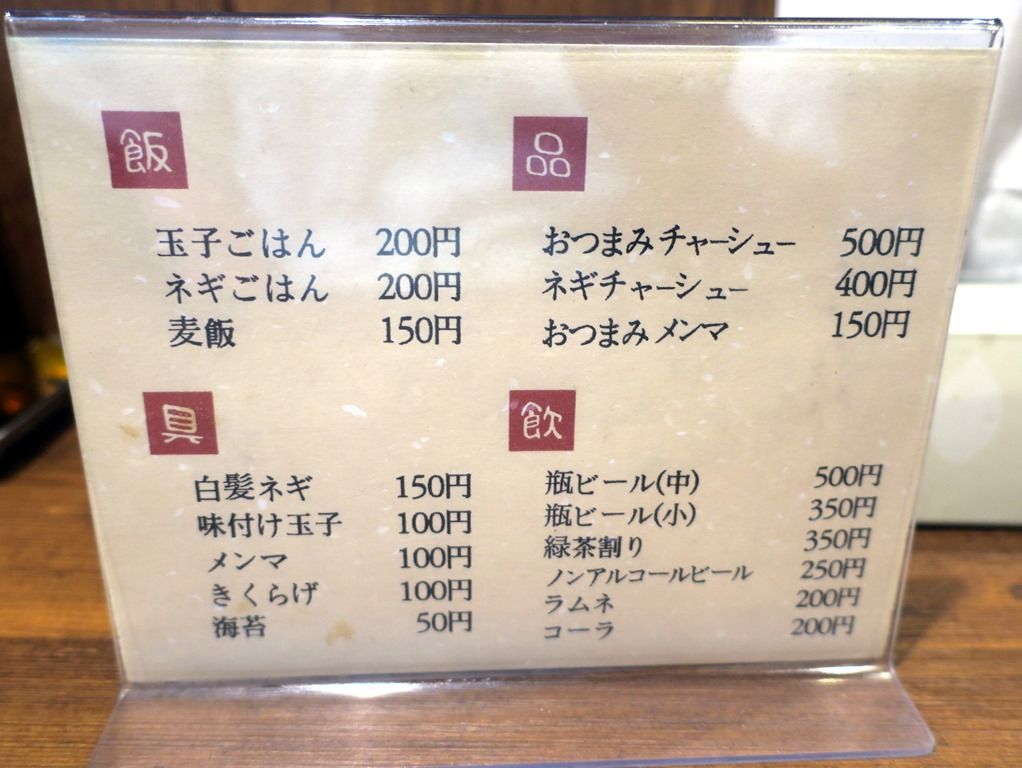 飯
玉子ごはん 200円
ネギごはん 200円
麦飯 150円
品
おつまみチャーシュー 500円
ネギチャーシュー 400円
おつまみメンマ 150円
具
白髪ネギ 150円
味付け玉子 100円
メンマ 100円
きくらげ 100円
海苔 50円
飲
瓶ビール(中) 500円
瓶ビール(小) 350円
緑茶割り 350円
ノンアルコールビール 250円
ラムネ 200円
コーラ 200円